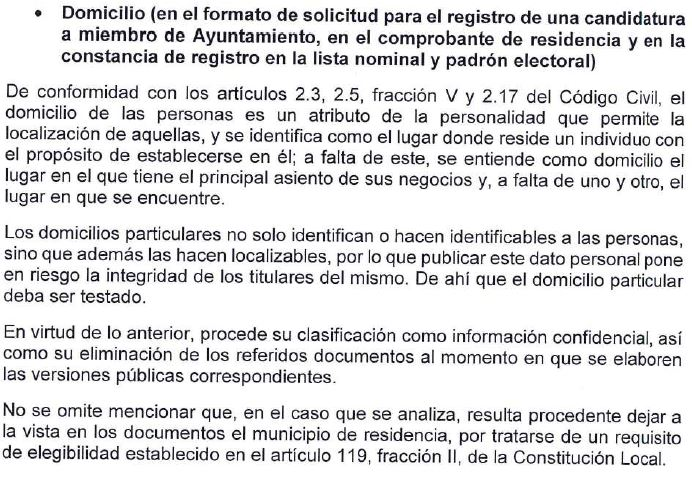 • Domicilio (en el formato de solicitud para el registro de una candidatura
a miembro de Ayuntamiento, en el comprobante de residencia y en la
constancia de registro en la lista nominal y padrón electoral)
De conformidad con los artículos 2.3, 2.5, fracción V y 2.17 del Código Civil, el
domicilio de las personas es un atributo de la personalidad que permite la
localización de aquellas, y se identifica como el lugar donde reside un individuo con
el propósito de establecerse en él; a falta de este, se entiende como domicilio el
lugar en el que tiene el principal asiento de sus negocios y, a falta de uno y otro, el
lugar en que se encuentre.
Los domicilios particulares no solo identifican o hacen identificables a las personas,
sino que además las hacen localizables, por lo que publicar este dato personal pone
en riesgo la integridad de los titulares del mismo. De ahí que el domicilio particular
deba ser testado.
En virtud de lo anterior, procede su clasificación como información confidencial, así
como su eliminación de los referidos documentos al momento en que se elaboren
las versiones públicas correspondientes.
No se omite mencionar que, en el caso que se analiza, resulta procedente dejar a
la vista en los documentos el municipio de residencia, por tratarse de un requisito
de elegibilidad establecido en el artículo 119, fracción II, de la Constitución Local.